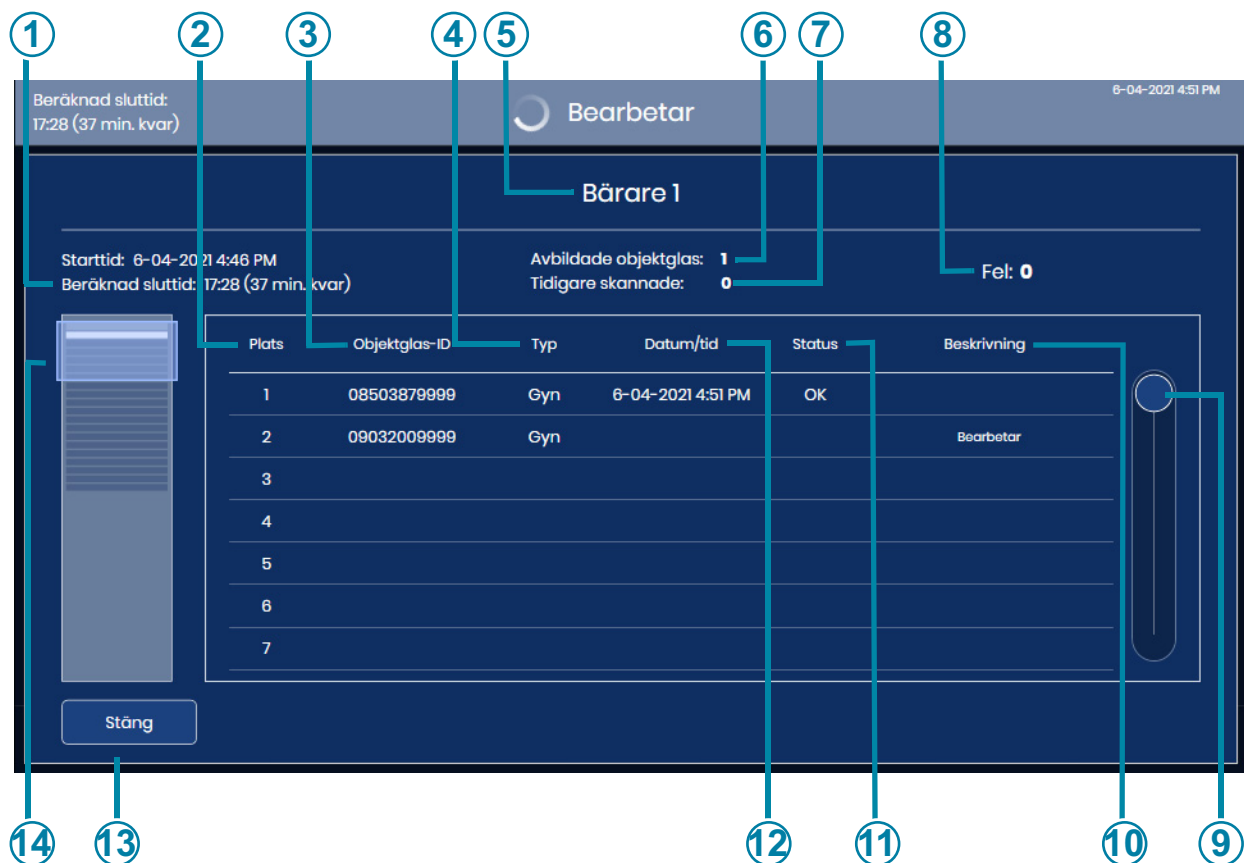 1 2 3 4 5 6 7 8
Beräknad sluttid:
17:28 (37 min. kvar)
Bearbetar
6-04-2021 4:51 PM
Bärare 1
Starttid: 6-04-2021 4:46 PM
Beräknad sluttid: 17:28 (37 min. kvar)
Avbildade objektglas: 1
Tidigare skannade: 0
Fel: 0
Plats Objektglas-ID Typ Datum/tid Status Beskrivning
1 08503879999 Gyn 6-04-2021 4:51 PM OK
2 09032009999 Gyn Bearbetar
3
4
5
6
7
Stäng
14 13 12 11 10 9